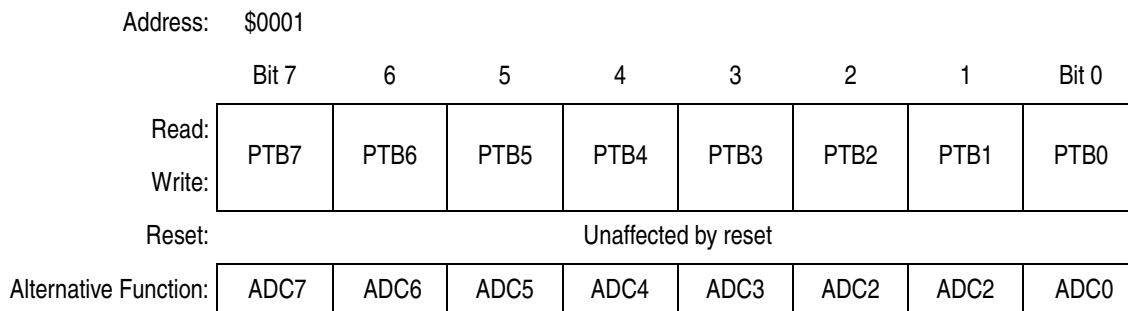 Address: $0001
Bit 7 6 5 4 3 2 1 Bit 0
Read:
PTB7 PTB6 PTB5 PTB4 PTB3 PTB2 PTB1 PTB0
Write:
Reset: Unaffected by reset
Alternative Function: ADC7 ADC6 ADC5 ADC4 ADC3 ADC2 ADC2 ADC0